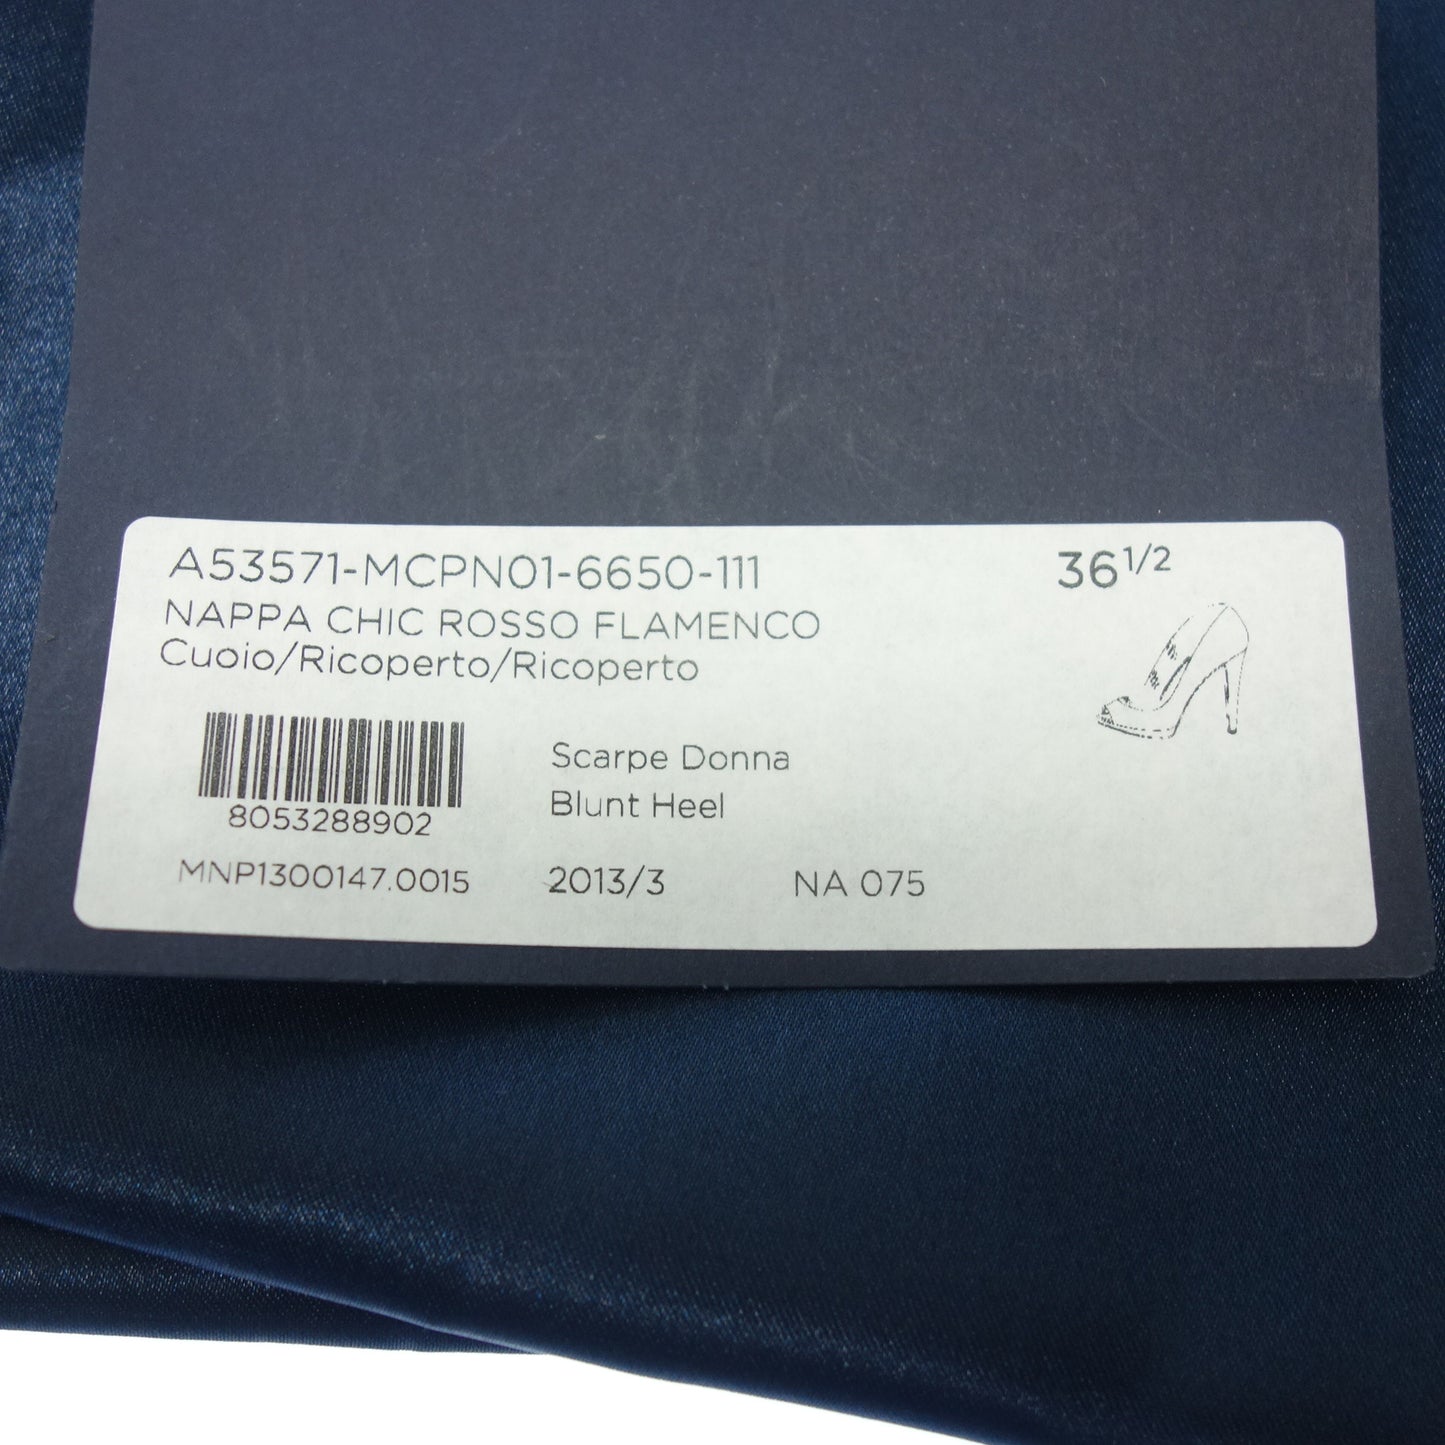 A53571-MCPN01-6650-111 36 1/2
NAPPA CHIC ROSSO FLAMENCO
Cuoio/Ricoperto/Ricoperto
8053288902
Scarpe Donna
Blunt Heel
MNP1300147.0015 2013/3 NA 075